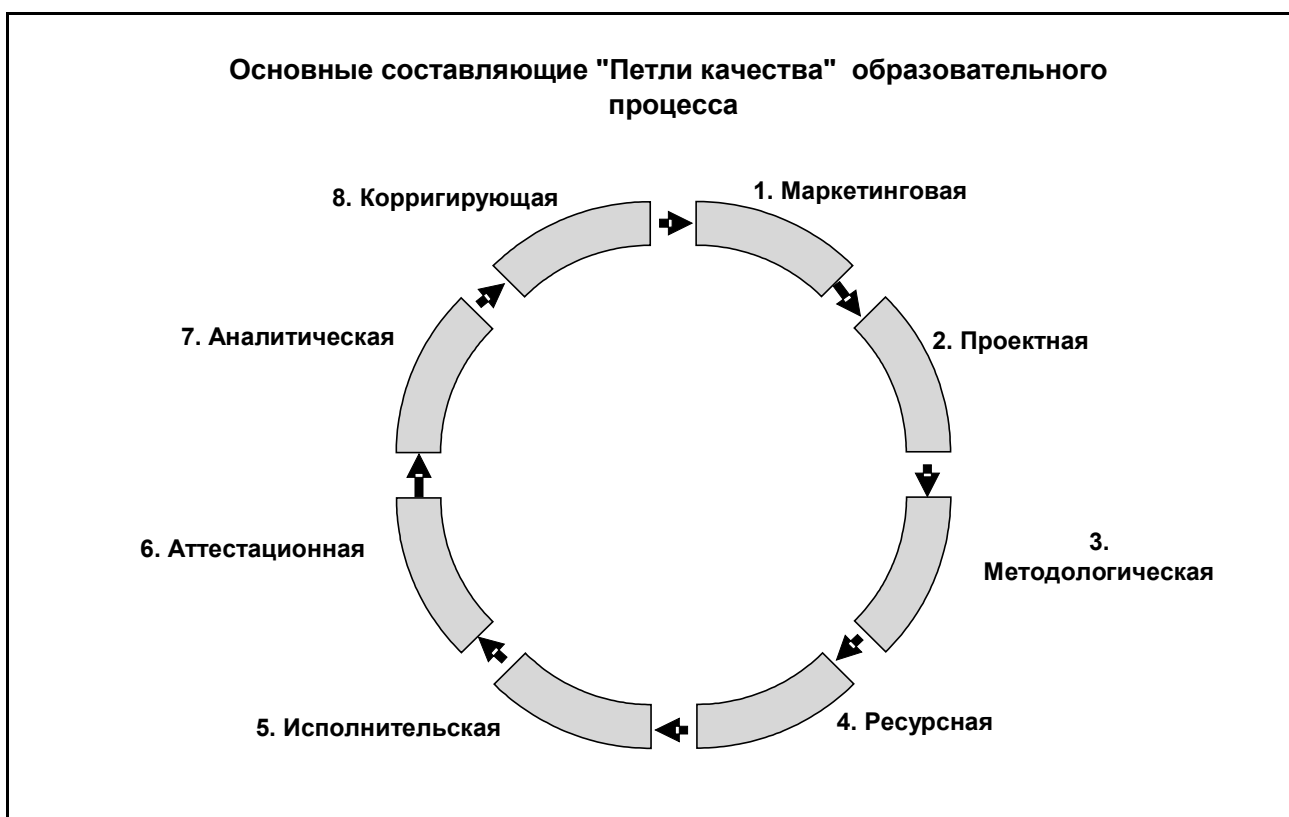 Основные составляющие "Петли качества" образовательного
процесса
8. Корригирующая
1. Маркетинговая
7. Аналитическая
2. Проектная
6. Аттестационная
3.
Методологическая
5. Исполнительская
4. Ресурсная